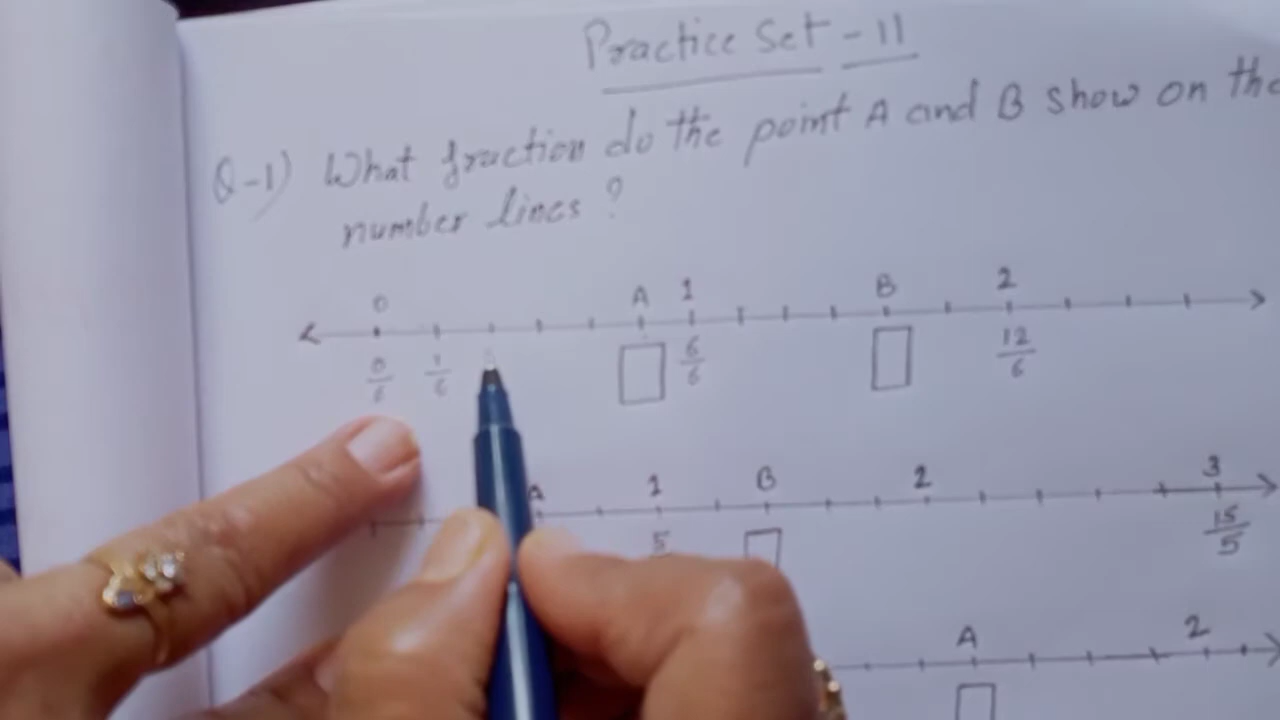 Practice Set - 11
Q-1) What fraction do the point A and B show on the
number lines ?
0 A 1 B 2
0/6 1/6 6/6 12/6
A 1 B 2 3
5 15/5
A 2